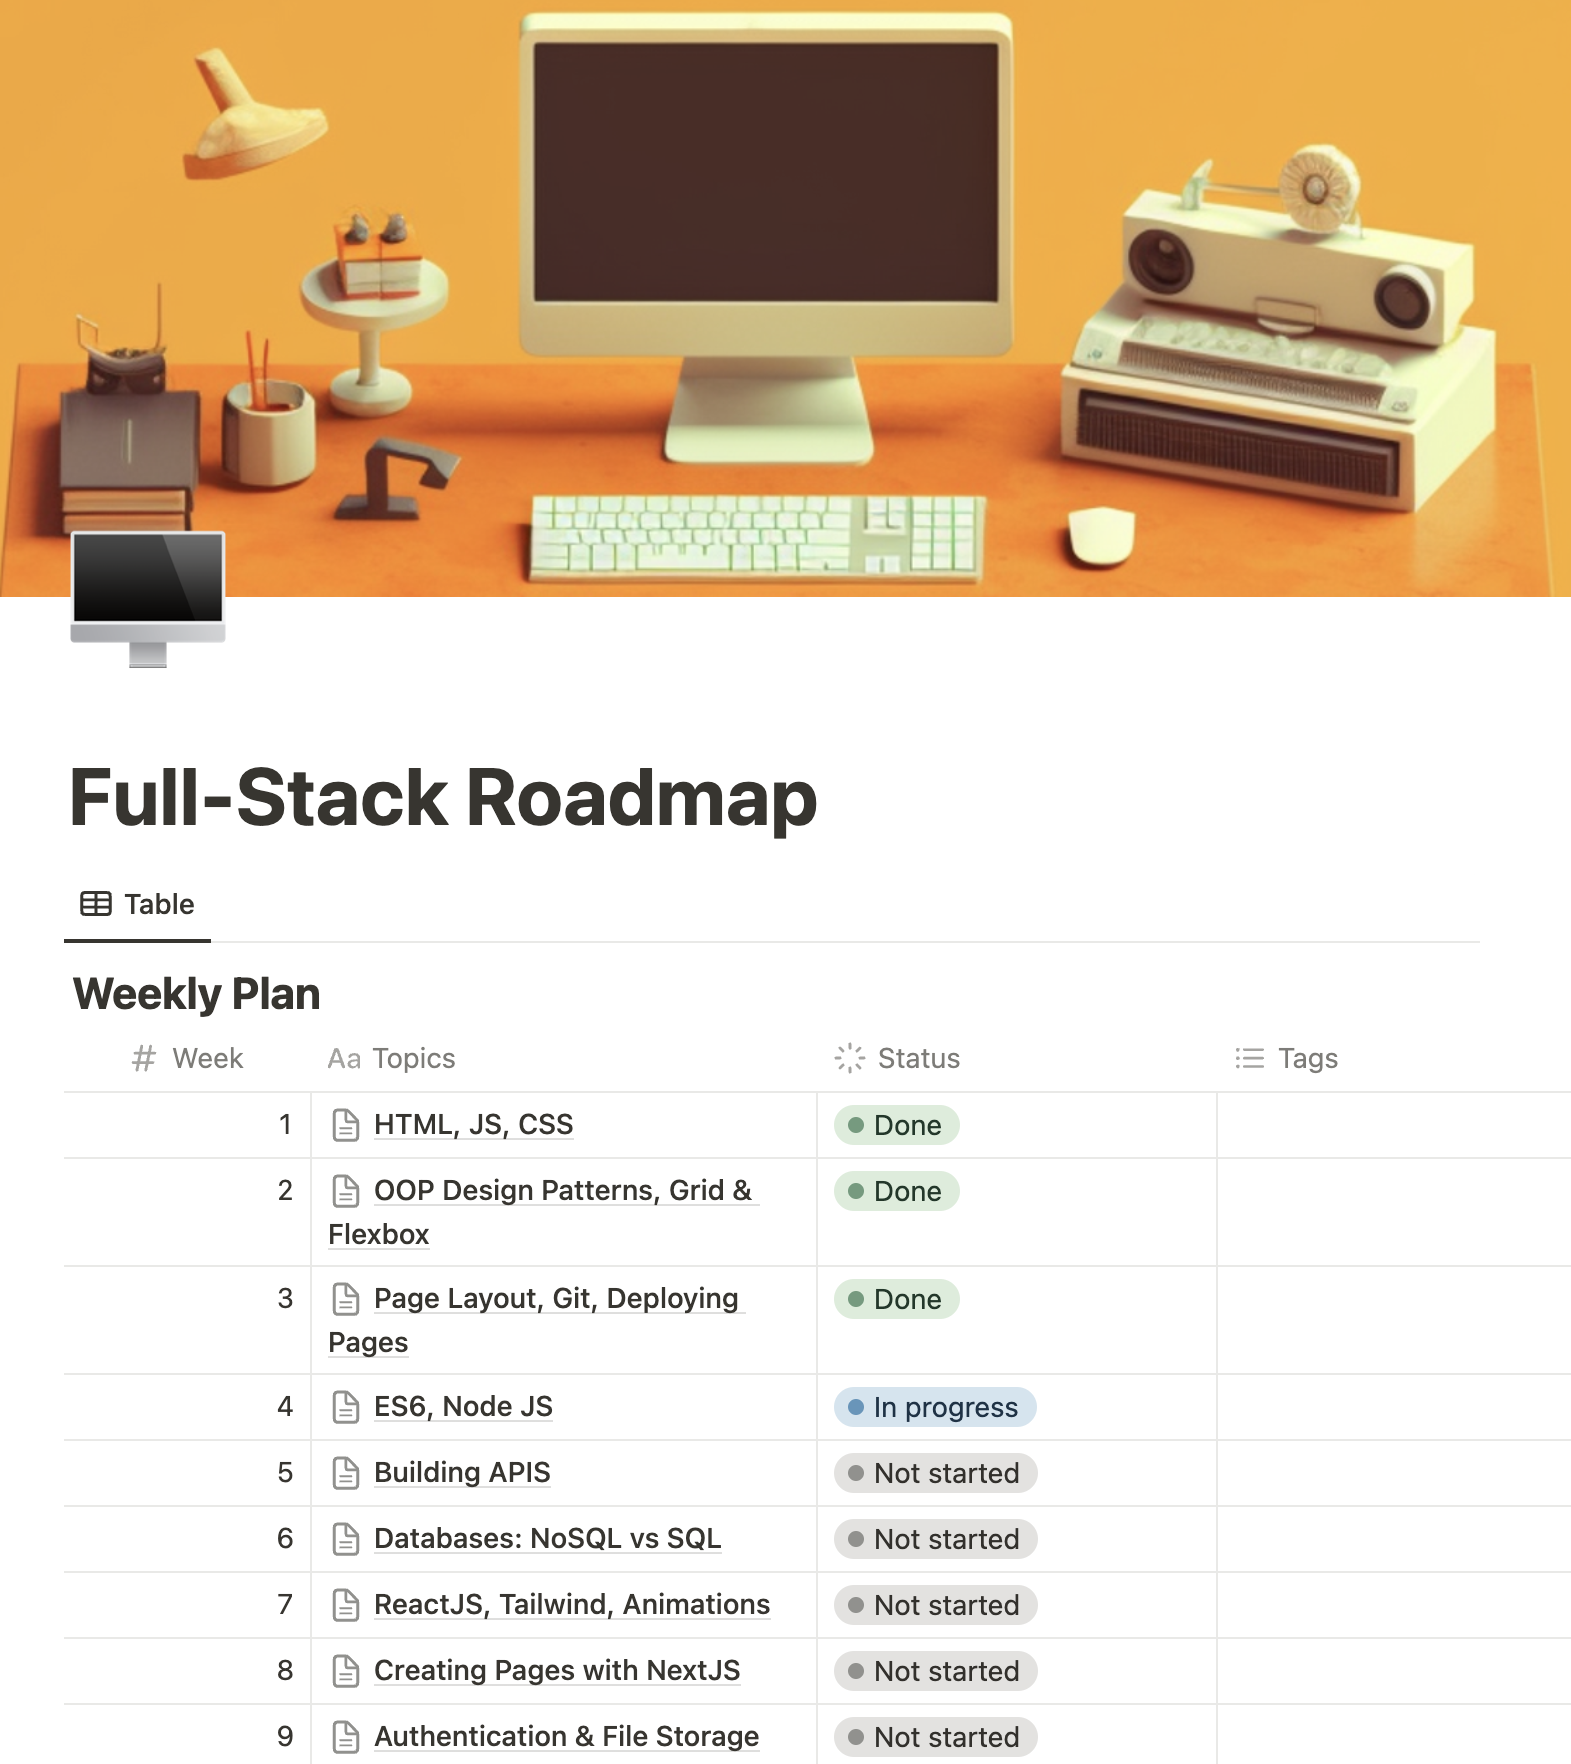 Full-Stack Roadmap
Table
Weekly Plan
# Week Aa Topics Status Tags
1 HTML, JS, CSS Done
2 OOP Design Patterns, Grid & Done
Flexbox
3 Page Layout, Git, Deploying Done
Pages
4 ES6, Node JS In progress
5 Building APIS Not started
6 Databases: NoSQL vs SQL Not started
7 ReactJS, Tailwind, Animations Not started
8 Creating Pages with NextJS Not started
9 Authentication & File Storage Not started